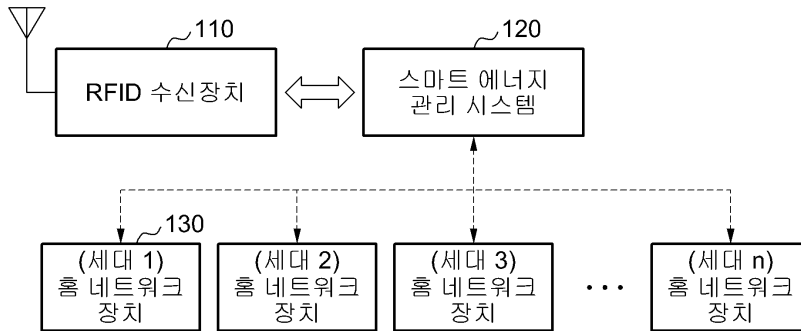 110
120
RFID 수신장치
스마트 에너지
관리 시스템
130
(세대 1)
홈 네트워크
장치
(세대 2)
홈 네트워크
장치
(세대 3)
홈 네트워크
장치
(세대 n)
홈 네트워크
장치